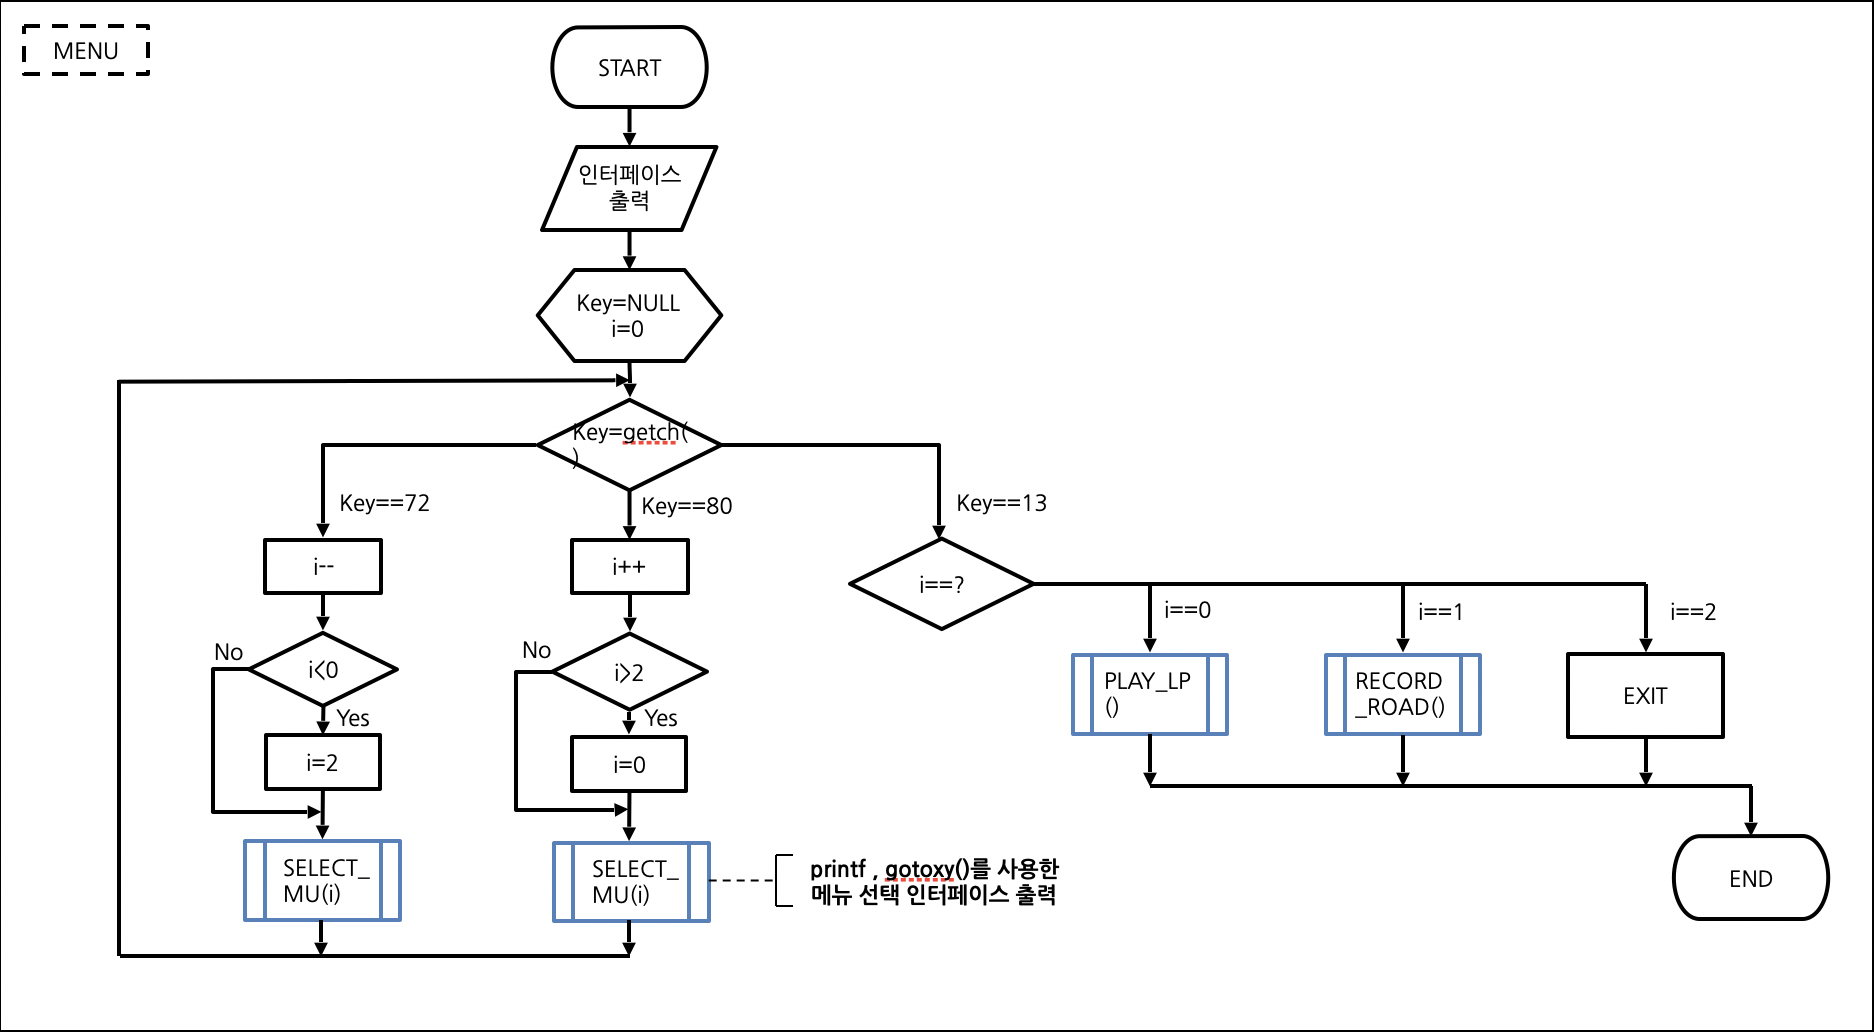 MENU
START
인터페이스
출력
Key=NULL
i=0
Key=getch(
)
Key==72
Key==80
Key==13
i--
i++
i==?
i==0
i==1
i==2
No
i<0
Yes
No
i>2
Yes
PLAY_LP
()
RECORD
_ROAD()
EXIT
i=2
i=0
SELECT_
MU(i)
SELECT_
MU(i)
printf , gotoxy()를 사용한
메뉴 선택 인터페이스 출력
END